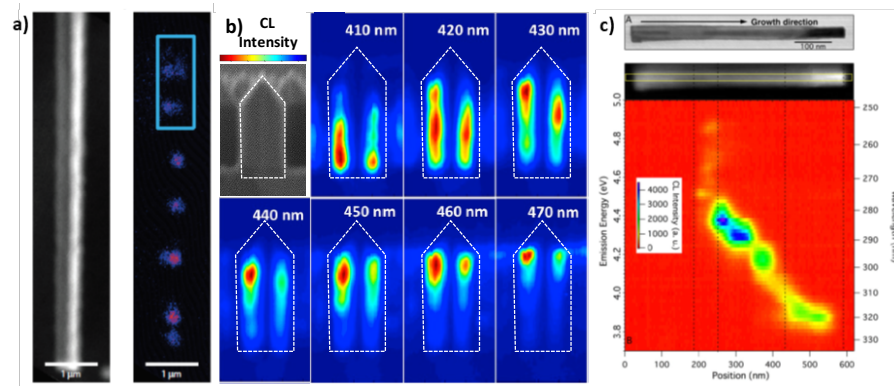 a)
1 µm
1 µm
b)
CL
Intensity
410 nm
420 nm
430 nm
440 nm
450 nm
460 nm
470 nm
c)
A
Growth direction
100 nm
5.0
4.8
4.6
4.4
4.2
4.0
3.8
Emission Energy (eV)
CL Intensity (a. u.)
4000
3000
2000
1000
0
250
260
270
280
290
300
320
330
B
0
100
200
300
400
500
600
700
Position (nm)